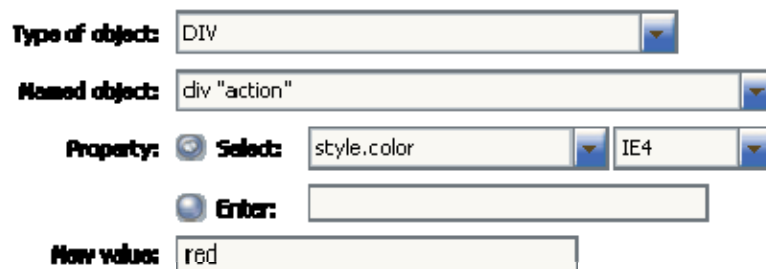 Type of object: DIV
Named object: div "action"
Property: Select: style.color IE4
Enter:
New value: red